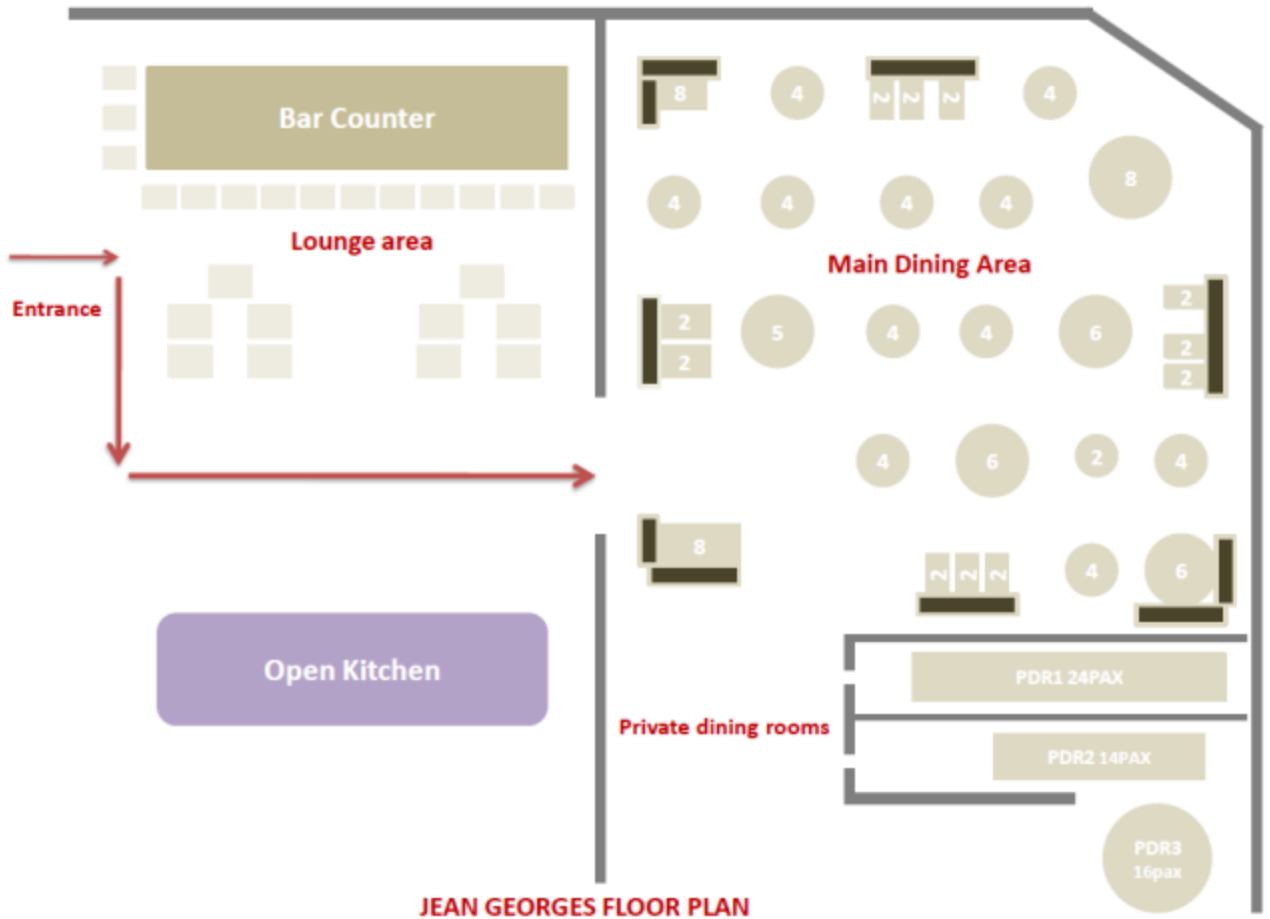 Bar Counter
Lounge area
Entrance
Open Kitchen
8
4
2 2 2
4
8
4
4
4
4
Main Dining Area
2
2
5
4
4
6
2
2
2
4
6
2
4
8
2 2 2
4
6
PDR1 24PAX
Private dining rooms
PDR2 14PAX
PDR3
16pax
JEAN GEORGES FLOOR PLAN